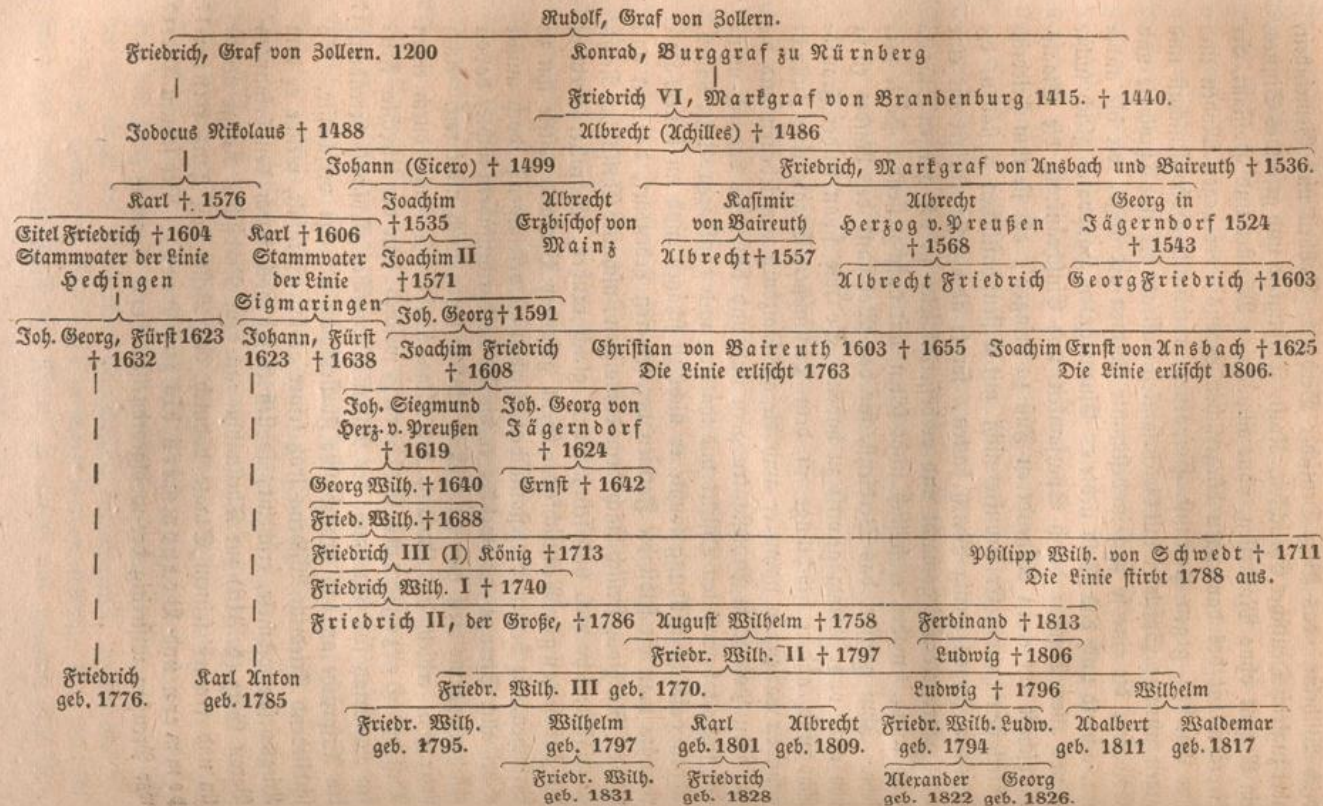 Rudolf, Graf von Zollern.
Friedrich, Graf von Zollern. 1200 Konrad, Burggraf zu Nürnberg
Friedrich VI, Markgraf von Brandenburg 1415. † 1440.
Jodocus Nikolaus † 1488 Albrecht (Achilles) † 1486
Johann (Cicero) † 1499 Friedrich, Markgraf von Ansbach und Baireuth † 1536.
Karl †. 1576 Joachim Albrecht Kasimir Albrecht Georg in
† 1535 Erzbischof von von Baireuth Herzog v. Preußen Jägerndorf 1524
Eitel Friedrich † 1604 Karl † 1606 Mainz † 1568 † 1543
Stammvater der Linie Stammvater Joachim II Albrecht † 1557
Hechingen der Linie † 1571 Albrecht Friedrich Georg Friedrich † 1603
Sigmaringen Joh. Georg † 1591
Joh. Georg, Fürst 1623 Johann, Fürst Joachim Friedrich Christian von Baireuth 1603 † 1655 Joachim Ernst von Ansbach † 1625
† 1632 1623 † 1638 † 1608 Die Linie erlischt 1763 Die Linie erlischt 1806.
Joh. Siegmund Joh. Georg von
Herz. v. Preußen Jägerndorf
† 1619 † 1624
Georg Wilh. † 1640 Ernst † 1642
Fried. Wilh. † 1688
Friedrich III (I) König † 1713 Philipp Wilh. von Schwedt † 1711
Die Linie stirbt 1788 aus.
Friedrich Wilh. I † 1740
Friedrich II, der Große, † 1786 August Wilhelm † 1758 Ferdinand † 1813
Friedr. Wilh. II † 1797 Ludwig † 1806
Friedrich Karl Anton Friedr. Wilh. III geb. 1770. Ludwig † 1796 Wilhelm
geb. 1776. geb. 1785
Friedr. Wilh. Wilhelm Karl Albrecht Friedr. Wilh. Ludw. Adalbert Waldemar
geb. 1795. geb. 1797 geb. 1801 geb. 1809. geb. 1794 geb. 1811 geb. 1817
Friedr. Wilh. Friedrich Alexander Georg
geb. 1831 geb. 1828 geb. 1822 geb. 1826.